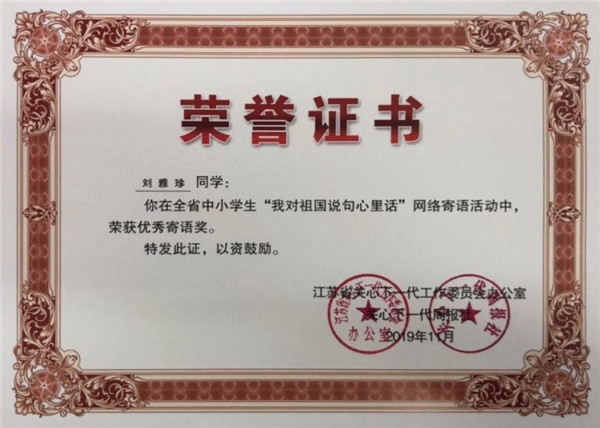 荣誉证书
刘雅珍 同学：
你在全省中小学生“我对祖国说句心里话”网络寄语活动中，
荣获优秀寄语奖。
特发此证，以资鼓励。
江苏省关心下一代工作委员会办公室
关心下一代周报社
2019年11月
办公室